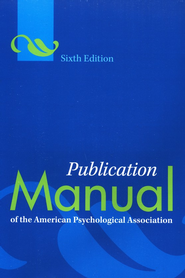 Sixth Edition
Publication
Manual
of the American Psychological Association